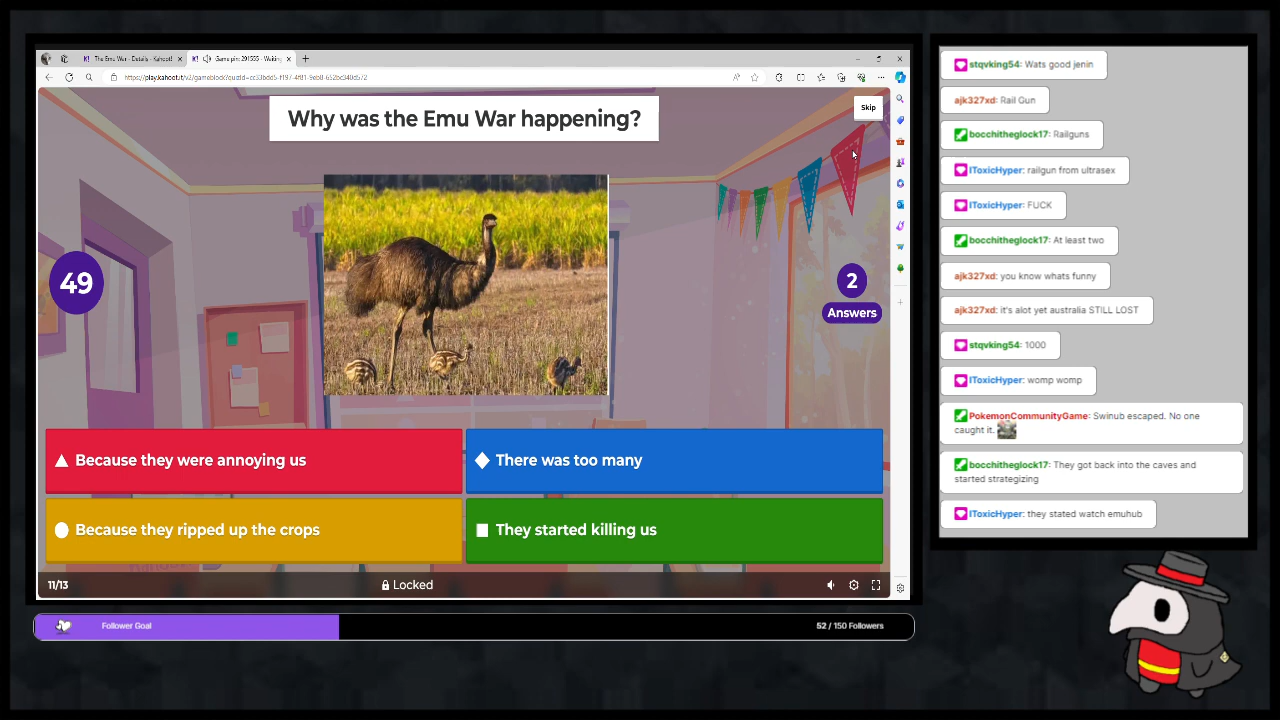 The Emu War - Details - Kahoot!
Game pin: 291555 - Waiting
Why was the Emu War happening?
Skip
49
2
Answers
Because they were annoying us
There was too many
Because they ripped up the crops
They started killing us
11/13
Locked
Follower Goal
52 / 150 Followers
stqvking54: Wats good jenin
ajk327xd: Rail Gun
bocchitheglock17: Railguns
IToxicHyper: railgun from ultrasex
IToxicHyper: FUCK
bocchitheglock17: At least two
ajk327xd: you know whats funny
ajk327xd: it's alot yet australia STILL LOST
stqvking54: 1000
IToxicHyper: womp womp
PokemonCommunityGame: Swinub escaped. No one
caught it.
bocchitheglock17: They got back into the caves and
started strategizing
IToxicHyper: they stated watch emuhub